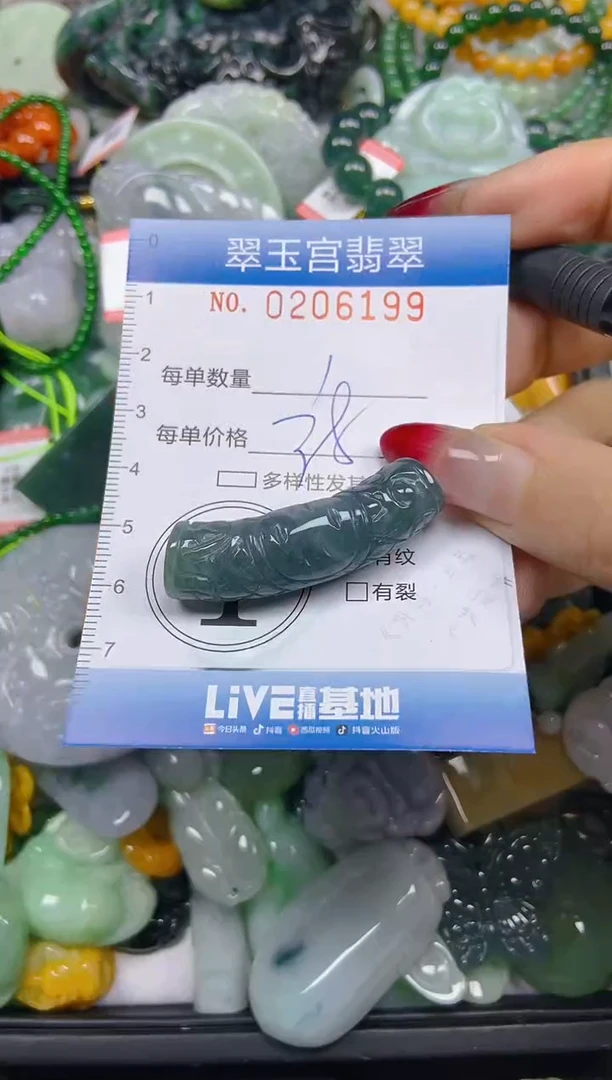 0
翠玉宫翡翠
1
NO. 0206199
2
每单数量 1
3
每单价格 28
4
多样性发
5
有纹
6
有裂
7
LiVE直播基地
今日头条 抖音 西瓜视频 抖音火山版